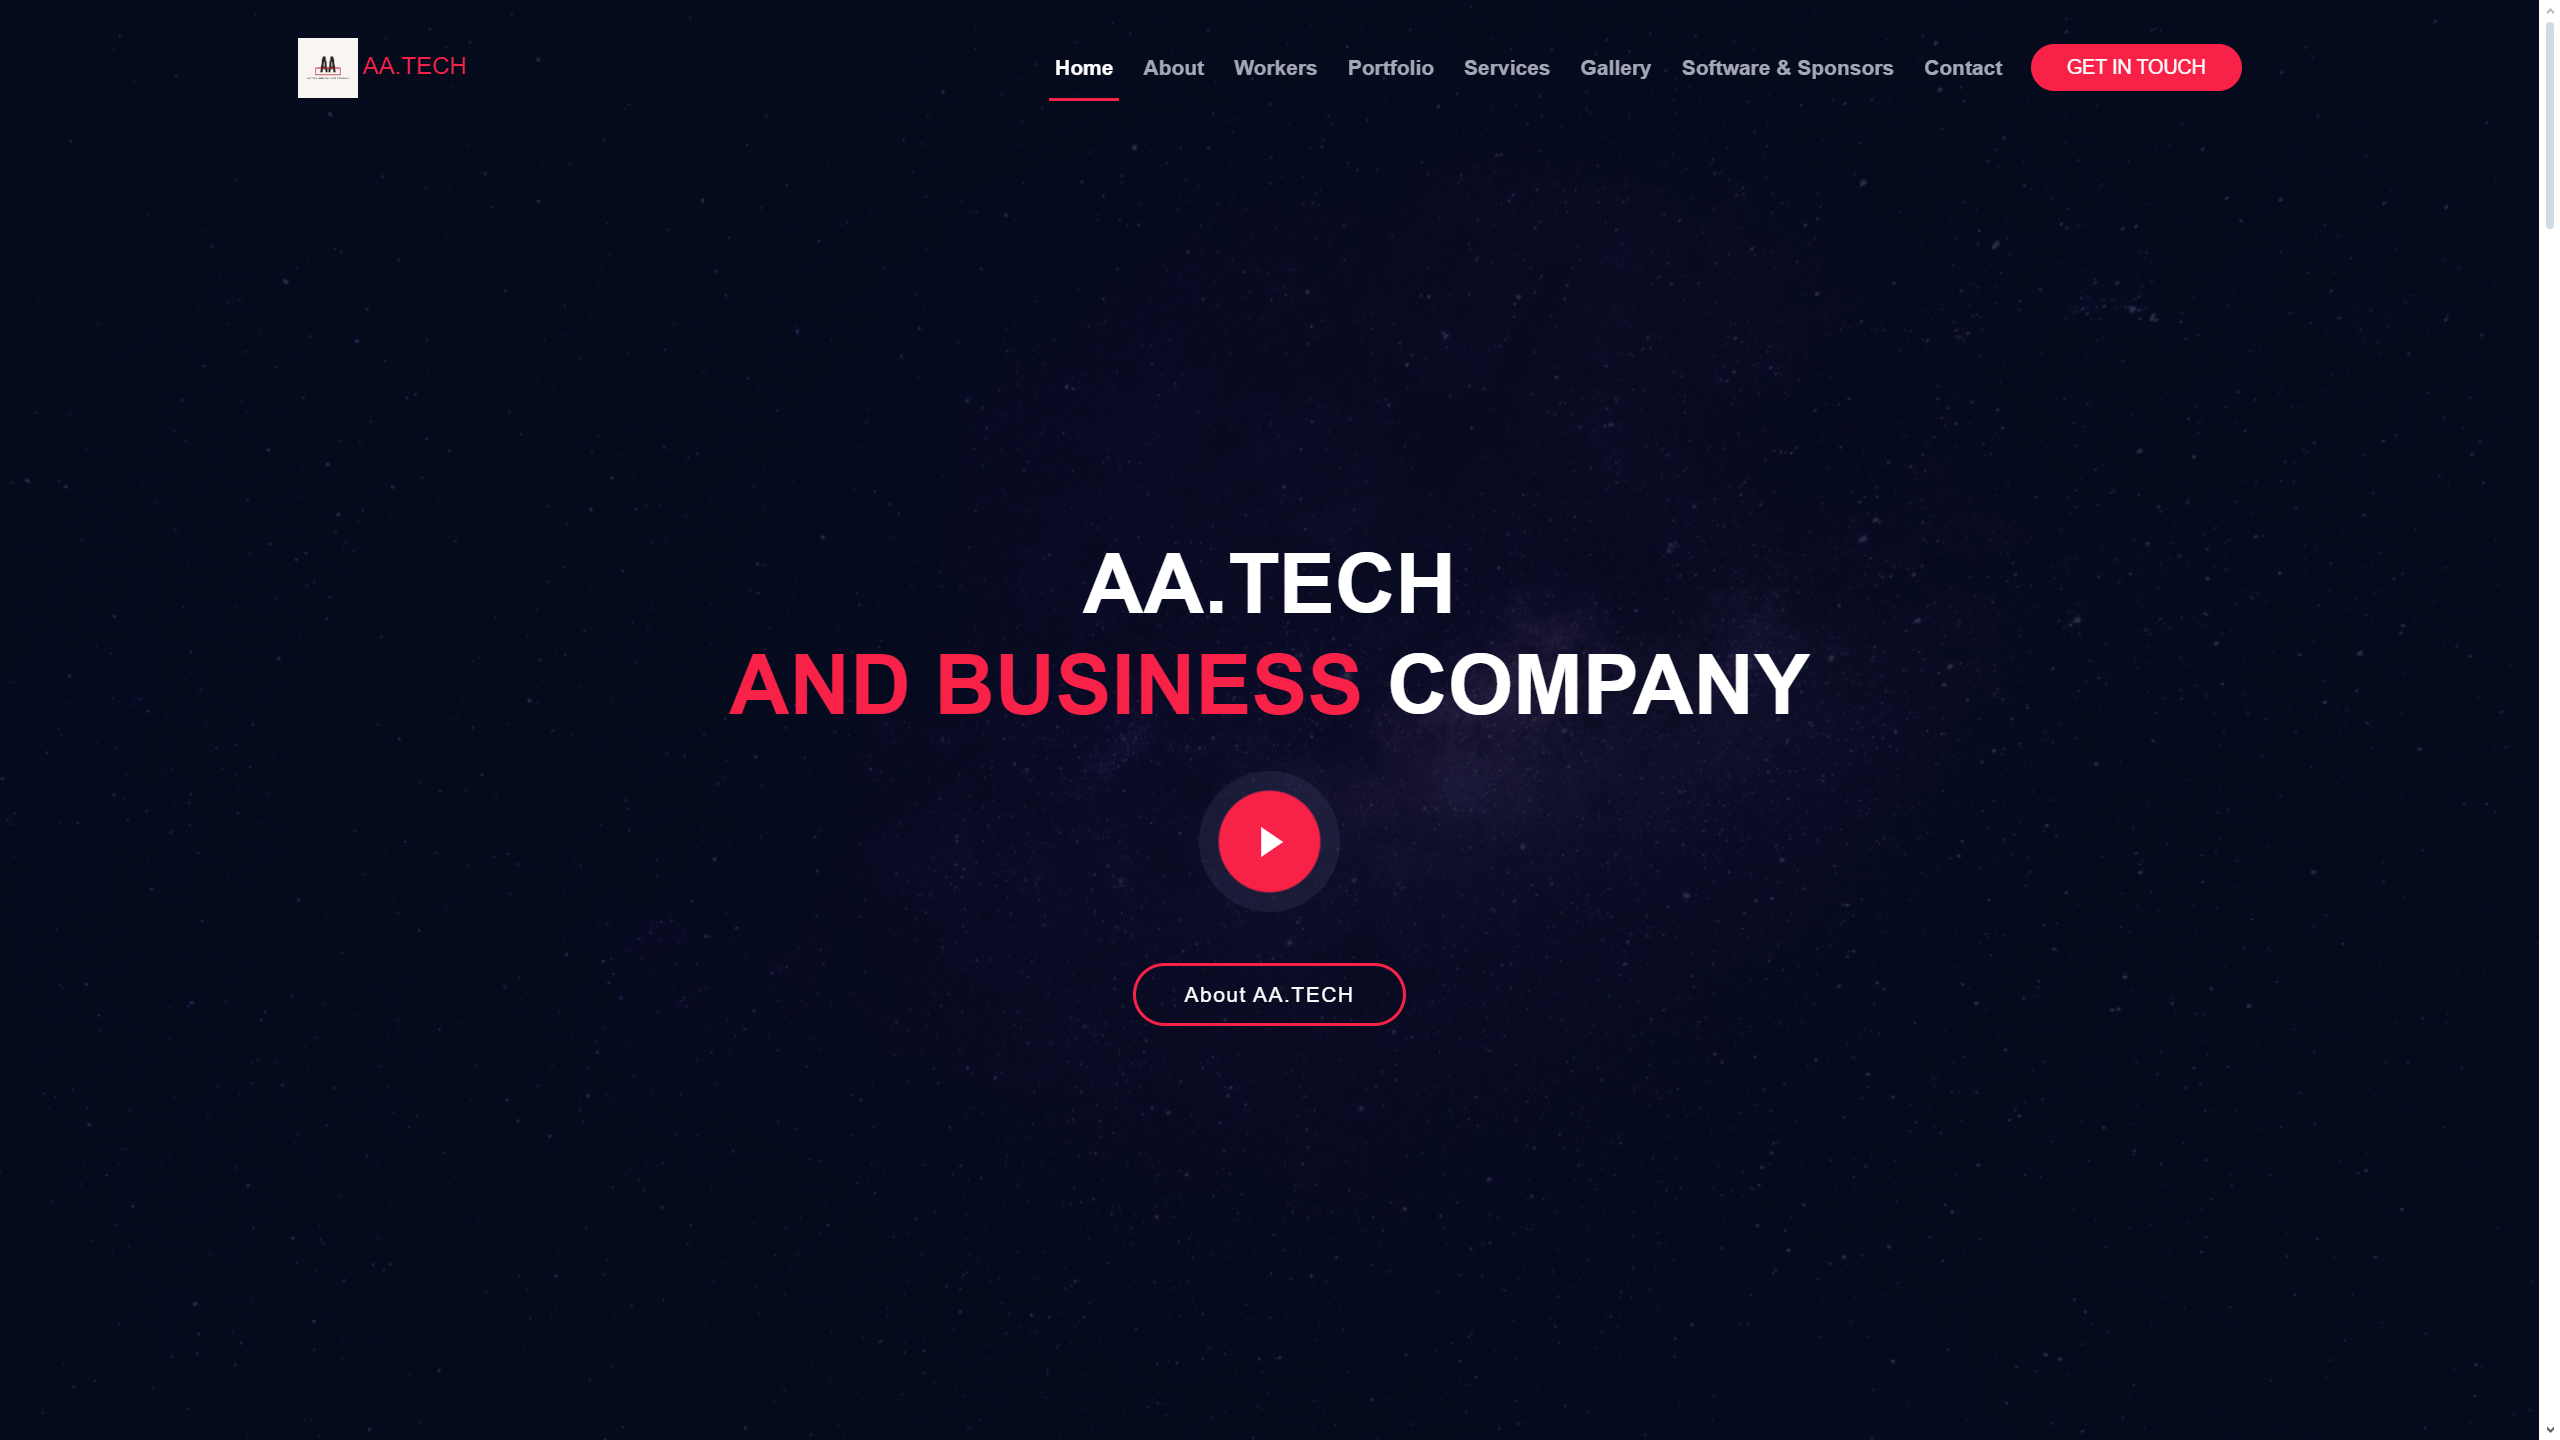 AA
AA.TECH
Home About Workers Portfolio Services Gallery Software & Sponsors Contact GET IN TOUCH
AA.TECH
AND BUSINESS COMPANY
About AA.TECH